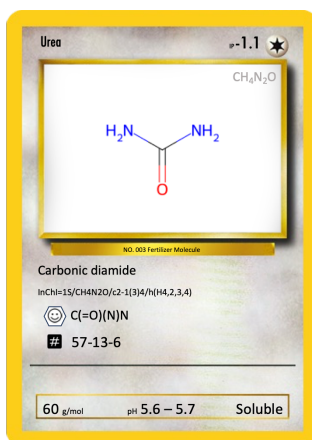 Urea
IP -1.1
CH₄N₂O
H₂N NH₂
O
NO. 003 Fertilizer Molecule
Carbonic diamide
InChI=1S/CH4N2O/c2-1(3)4/h(H4,2,3,4)
C(=O)(N)N
# 57-13-6
60 g/mol pH 5.6 – 5.7 Soluble